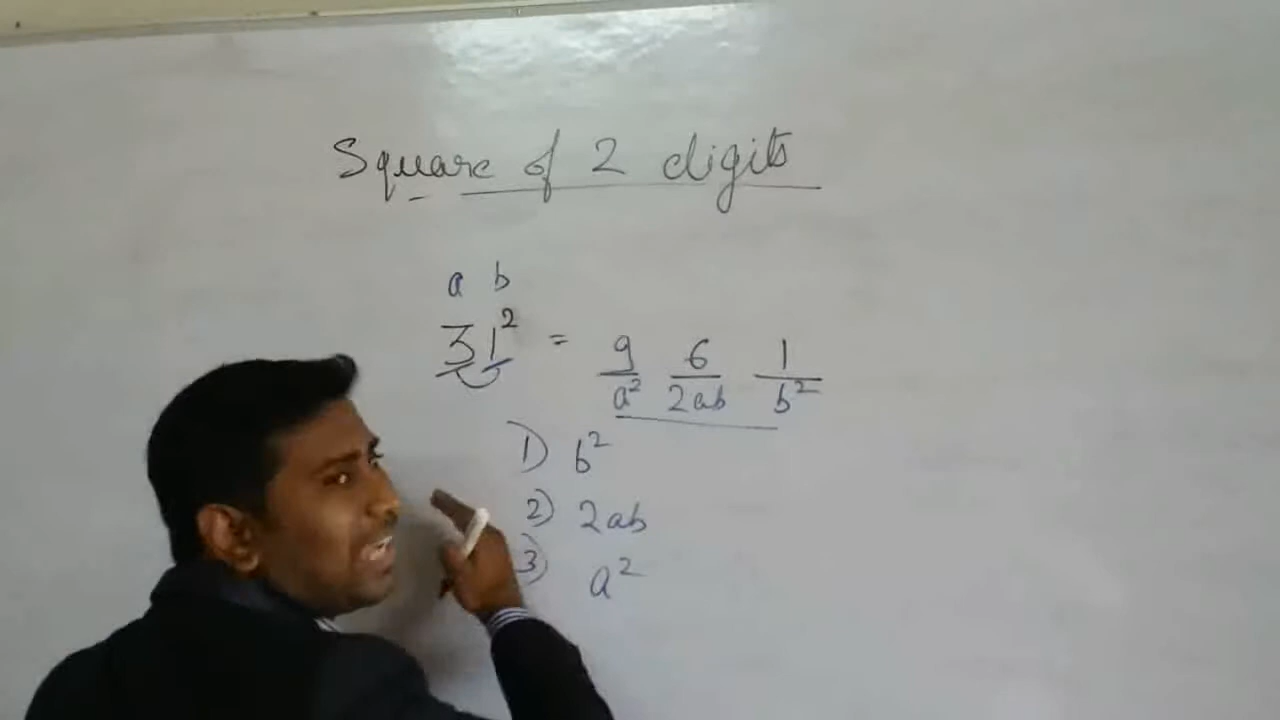 Square of 2 digits
a b
31² = 9 6 1
a² 2ab b²
1) b²
2) 2ab
3) a²